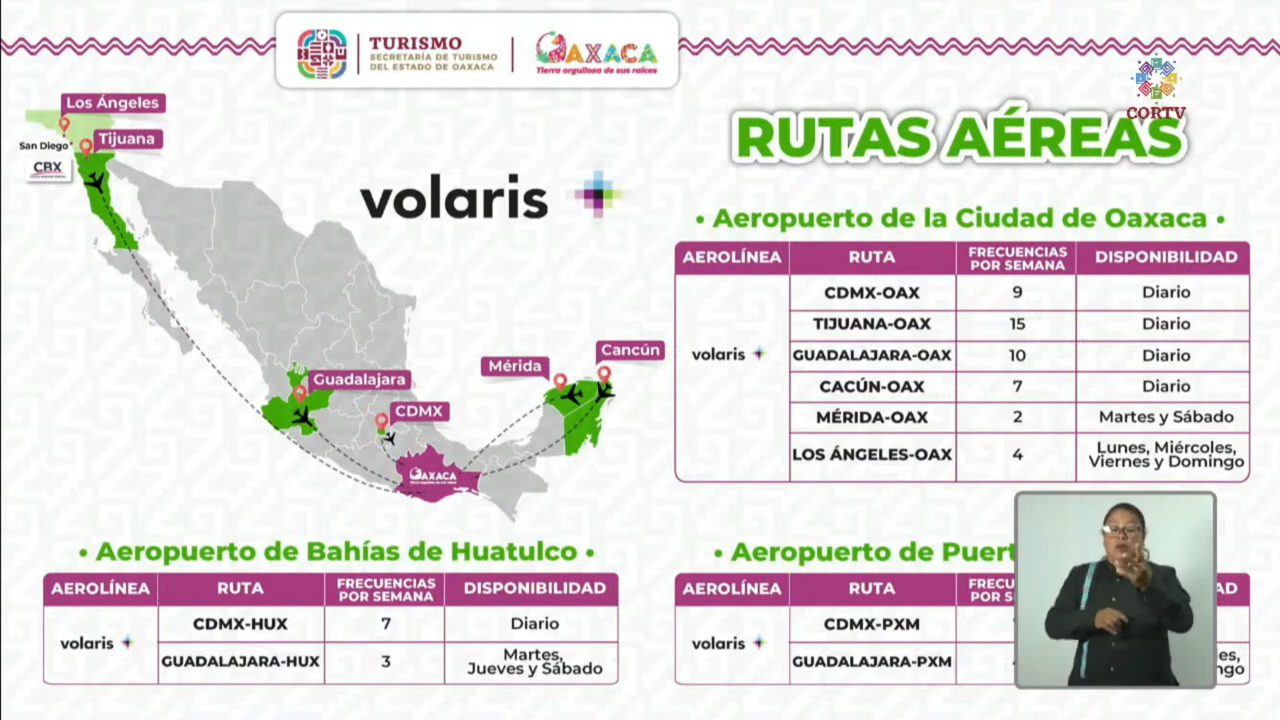 TURISMO
SECRETARÍA DE TURISMO
DEL ESTADO DE OAXACA
OAXACA
Tierra orgullosa de sus raíces
CORTV
RUTAS AÉREAS
Los Ángeles
Tijuana
San Diego
CBX
volaris
Guadalajara
CDMX
Mérida
Cancún
OAXACA
• Aeropuerto de la Ciudad de Oaxaca •
AEROLÍNEA RUTA FRECUENCIAS POR SEMANA DISPONIBILIDAD
volaris
CDMX-OAX 9 Diario
TIJUANA-OAX 15 Diario
GUADALAJARA-OAX 10 Diario
CACÚN-OAX 7 Diario
MÉRIDA-OAX 2 Martes y Sábado
LOS ÁNGELES-OAX 4 Lunes, Miércoles,
Viernes y Domingo
• Aeropuerto de Bahías de Huatulco •
AEROLÍNEA RUTA FRECUENCIAS POR SEMANA DISPONIBILIDAD
volaris
CDMX-HUX 7 Diario
GUADALAJARA-HUX 3 Martes,
Jueves y Sábado
• Aeropuerto de Puert
AEROLÍNEA RUTA
volaris
CDMX-PXM
GUADALAJARA-PXM